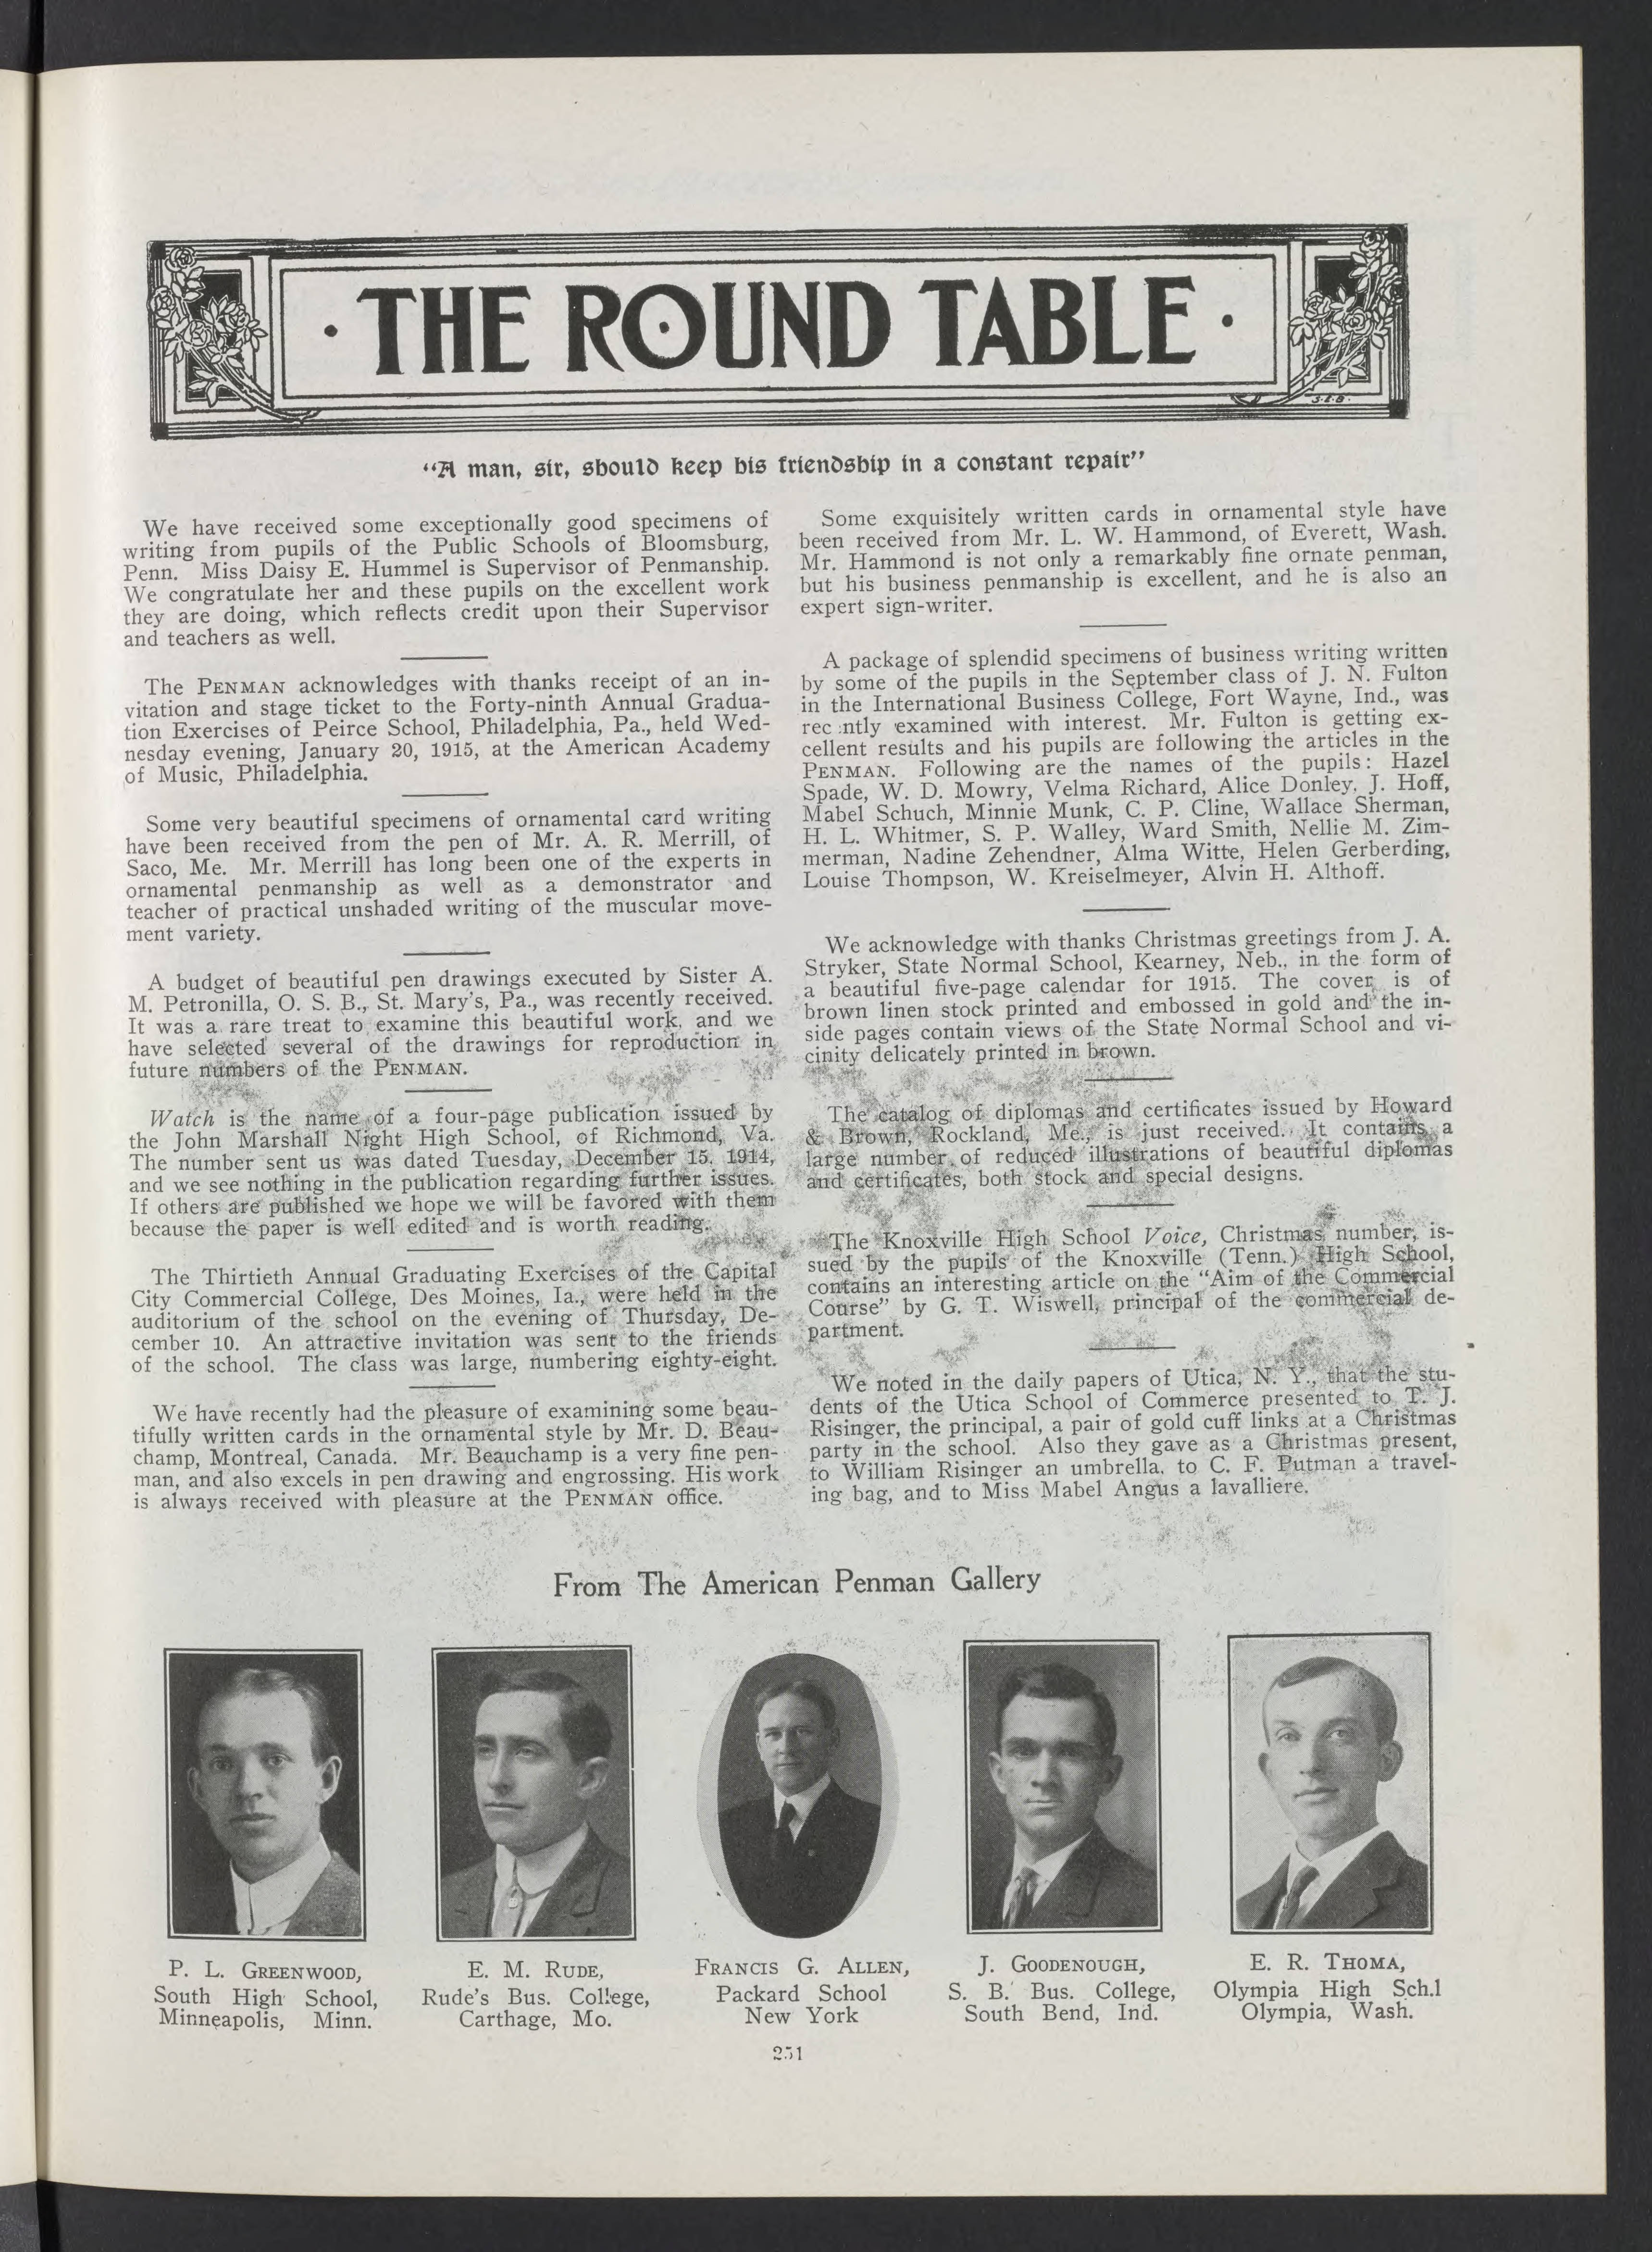 · THE ROUND TABLE ·
S.E.B.
"A man, sir, should keep his friendship in a constant repair"
We have received some exceptionally good specimens of
writing from pupils of the Public Schools of Bloomsburg,
Penn. Miss Daisy E. Hummel is Supervisor of Penmanship.
We congratulate her and these pupils on the excellent work
they are doing, which reflects credit upon their Supervisor
and teachers as well.
The PENMAN acknowledges with thanks receipt of an in-
vitation and stage ticket to the Forty-ninth Annual Gradua-
tion Exercises of Peirce School, Philadelphia, Pa., held Wed-
nesday evening, January 20, 1915, at the American Academy
of Music, Philadelphia.
Some very beautiful specimens of ornamental card writing
have been received from the pen of Mr. A. R. Merrill, of
Saco, Me. Mr. Merrill has long been one of the experts in
ornamental penmanship as well as a demonstrator and
teacher of practical unshaded writing of the muscular move-
ment variety.
A budget of beautiful pen drawings executed by Sister A.
M. Petronilla, O. S. B., St. Mary's, Pa., was recently received.
It was a rare treat to examine this beautiful work, and we
have selected several of the drawings for reproduction in
future numbers of the PENMAN.
Watch is the name of a four-page publication issued by
the John Marshall Night High School, of Richmond, Va.
The number sent us was dated Tuesday, December 15, 1914,
and we see nothing in the publication regarding further issues.
If others are published we hope we will be favored with them
because the paper is well edited and is worth reading.
The Thirtieth Annual Graduating Exercises of the Capital
City Commercial College, Des Moines, Ia., were held in the
auditorium of the school on the evening of Thursday, De-
cember 10. An attractive invitation was sent to the friends
of the school. The class was large, numbering eighty-eight.
We have recently had the pleasure of examining some beau-
tifully written cards in the ornamental style by Mr. D. Beau-
champ, Montreal, Canada. Mr. Beauchamp is a very fine pen-
man, and also excels in pen drawing and engrossing. His work
is always received with pleasure at the PENMAN office.
Some exquisitely written cards in ornamental style have
been received from Mr. L. W. Hammond, of Everett, Wash.
Mr. Hammond is not only a remarkably fine ornate penman,
but his business penmanship is excellent, and he is also an
expert sign-writer.
A package of splendid specimens of business writing written
by some of the pupils in the September class of J. N. Fulton
in the International Business College, Fort Wayne, Ind., was
rec ntly examined with interest. Mr. Fulton is getting ex-
cellent results and his pupils are following the articles in the
PENMAN. Following are the names of the pupils: Hazel
Spade, W. D. Mowry, Velma Richard, Alice Donley, J. Hoff,
Mabel Schuch, Minnie Munk, C. P. Cline, Wallace Sherman,
H. L. Whitmer, S. P. Walley, Ward Smith, Nellie M. Zim-
merman, Nadine Zehendner, Alma Witte, Helen Gerberding,
Louise Thompson, W. Kreiselmeyer, Alvin H. Althoff.
We acknowledge with thanks Christmas greetings from J. A.
Stryker, State Normal School, Kearney, Neb., in the form of
a beautiful five-page calendar for 1915. The cover is of
brown linen stock printed and embossed in gold and the in-
side pages contain views of the State Normal School and vi-
cinity delicately printed in brown.
The catalog of diplomas and certificates issued by Howard
& Brown, Rockland, Me., is just received. It contains a
large number of reduced illustrations of beautiful diplomas
and certificates, both stock and special designs.
The Knoxville High School Voice, Christmas number, is-
sued by the pupils of the Knoxville (Tenn.) High School,
contains an interesting article on the "Aim of the Commercial
Course" by G. T. Wiswell, principal of the commercial de-
partment.
We noted in the daily papers of Utica, N. Y., that the stu-
dents of the Utica School of Commerce presented to T. J.
Risinger, the principal, a pair of gold cuff links at a Christmas
party in the school. Also they gave as a Christmas present,
to William Risinger an umbrella, to C. F. Putman a travel-
ing bag, and to Miss Mabel Angus a lavalliere.
From The American Penman Gallery
P. L. GREENWOOD,
South High School,
Minneapolis, Minn.
E. M. RUDE,
Rude's Bus. College,
Carthage, Mo.
FRANCIS G. ALLEN,
Packard School
New York
J. GOODENOUGH,
S. B. Bus. College,
South Bend, Ind.
E. R. THOMA,
Olympia High Sch.l
Olympia, Wash.
251